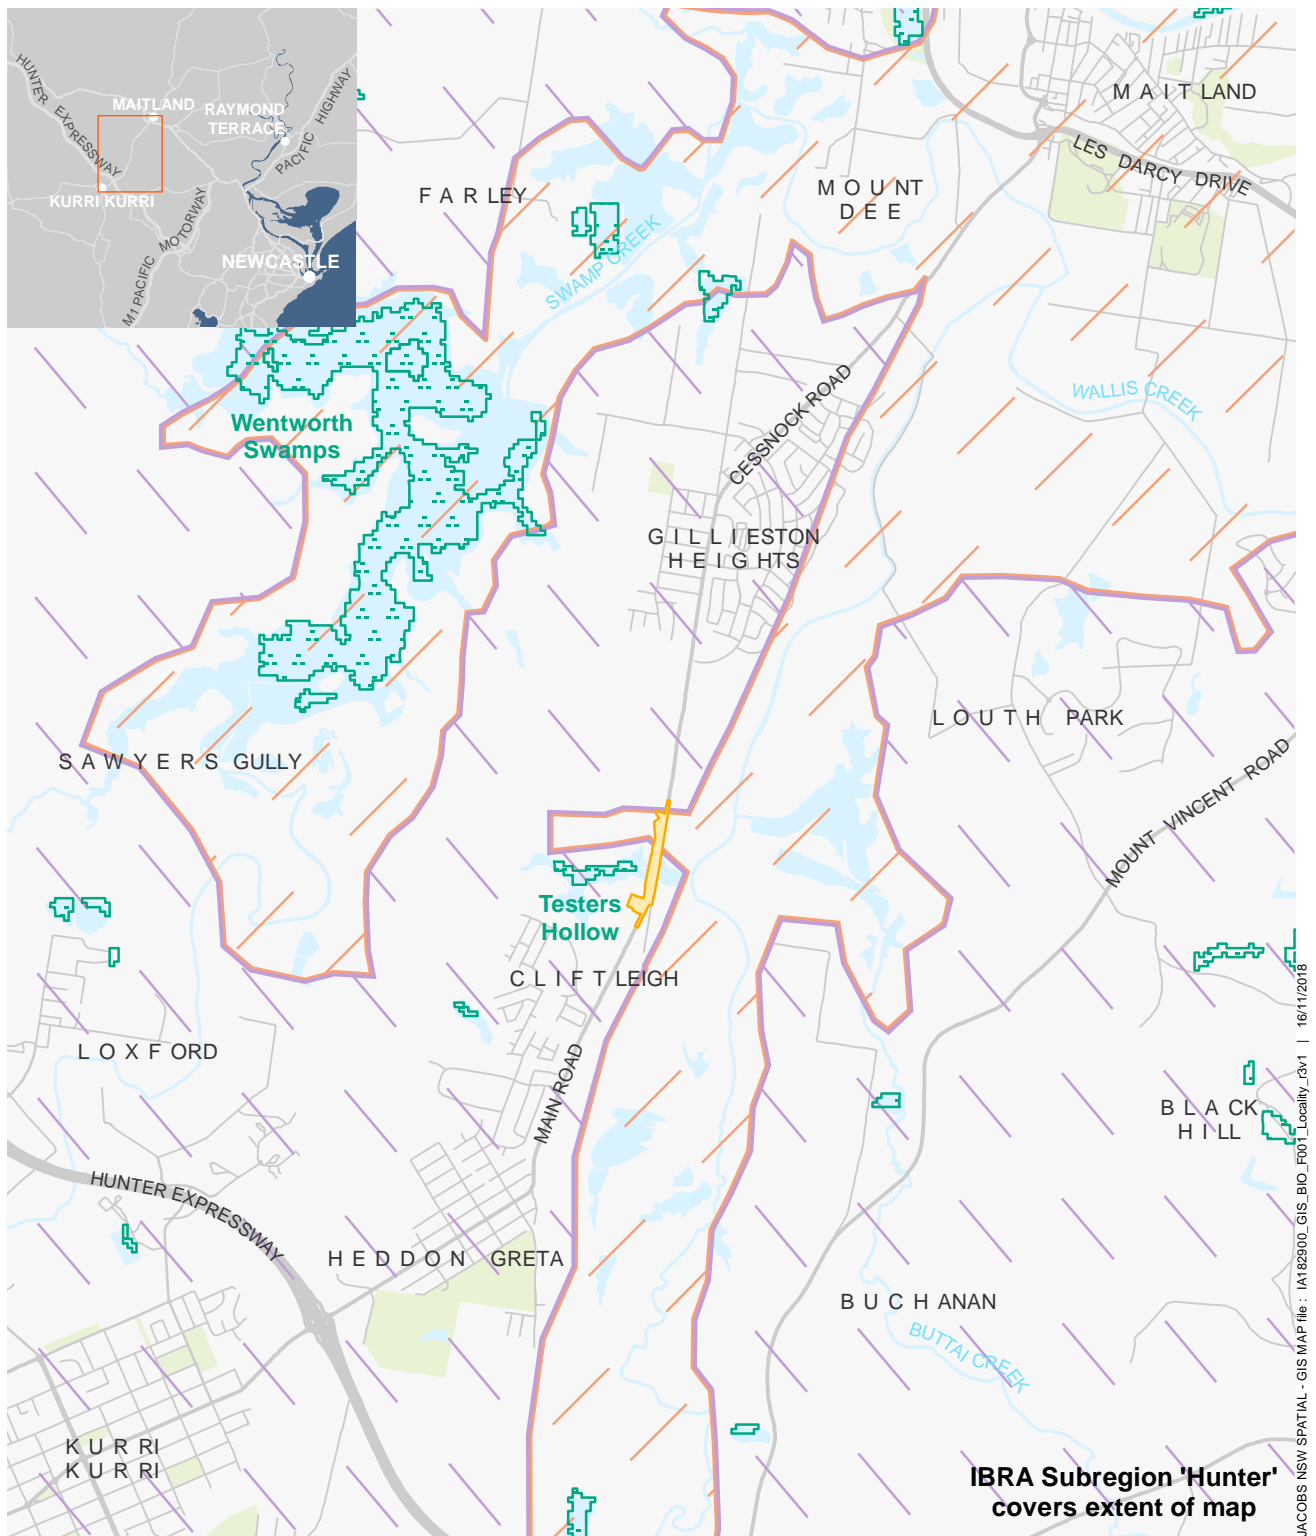 HUNTER EXPRESSWAY
MAITLAND
RAYMOND
TERRACE
PACIFIC HIGHWAY
KURRI KURRI
M1 PACIFIC MOTORWAY
NEWCASTLE
MAITLAND
LES DARCY DRIVE
FARLEY
MOUNT
DEE
SWAMP CREEK
WALLIS CREEK
CESSNOCK ROAD
Wentworth
Swamps
GILLIESTON
HEIGHTS
LOUTH PARK
SAWYERS GULLY
MOUNT VINCENT ROAD
Testers
Hollow
CLIFTLEIGH
LOXFORD
MAIN ROAD
BLACK
HILL
HUNTER EXPRESSWAY
HEDDON GRETA
BUCHANAN
BUTTAI CREEK
KURRI
KURRI
IBRA Subregion 'Hunter'
covers extent of map
JACOBS NSW SPATIAL - GIS MAP file : IA182900_GIS_BIO_F001_Locality_r3v1 | 16/11/2018